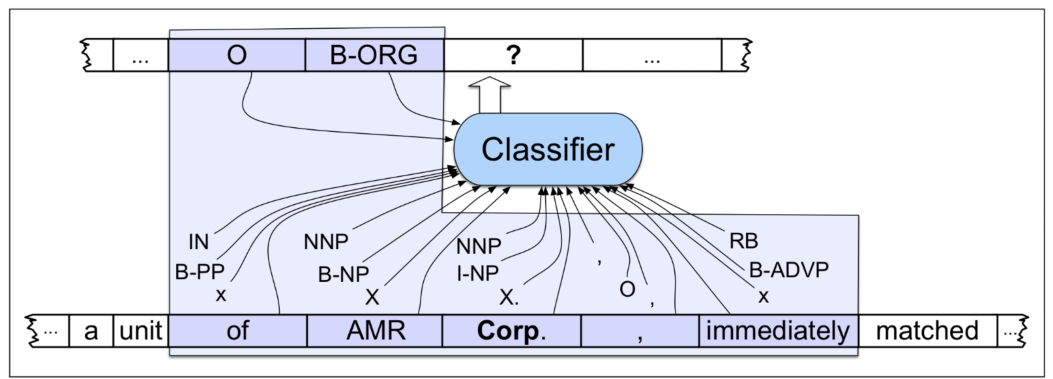 ... O B-ORG ? ...
Classifier
IN NNP NNP , RB
B-PP B-NP I-NP B-ADVP
x X X. O , x
... a unit of AMR Corp. , immediately matched ...